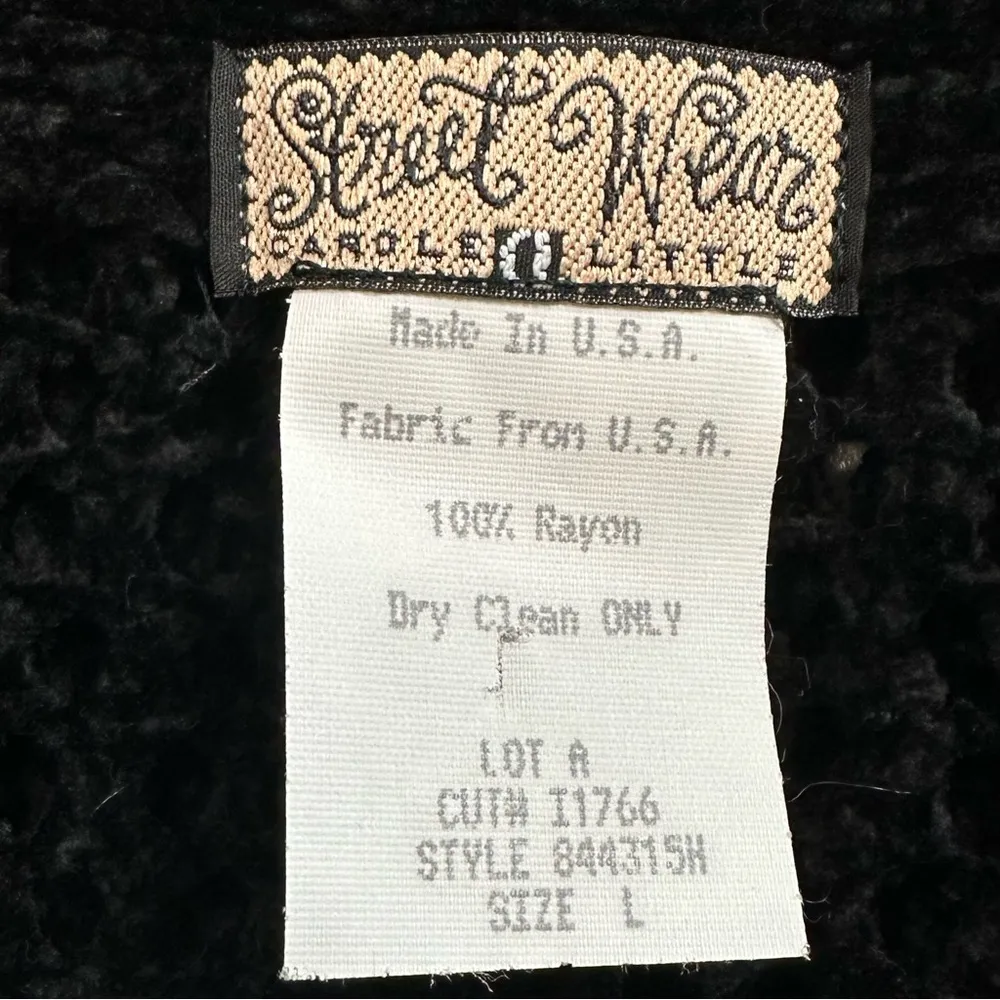 Street Wear
CAROLE LITTLE
Made In U.S.A.
Fabric From U.S.A.
100% Rayon
Dry Clean ONLY
LOT A
CUT# I1766
STYLE 844315H
SIZE L